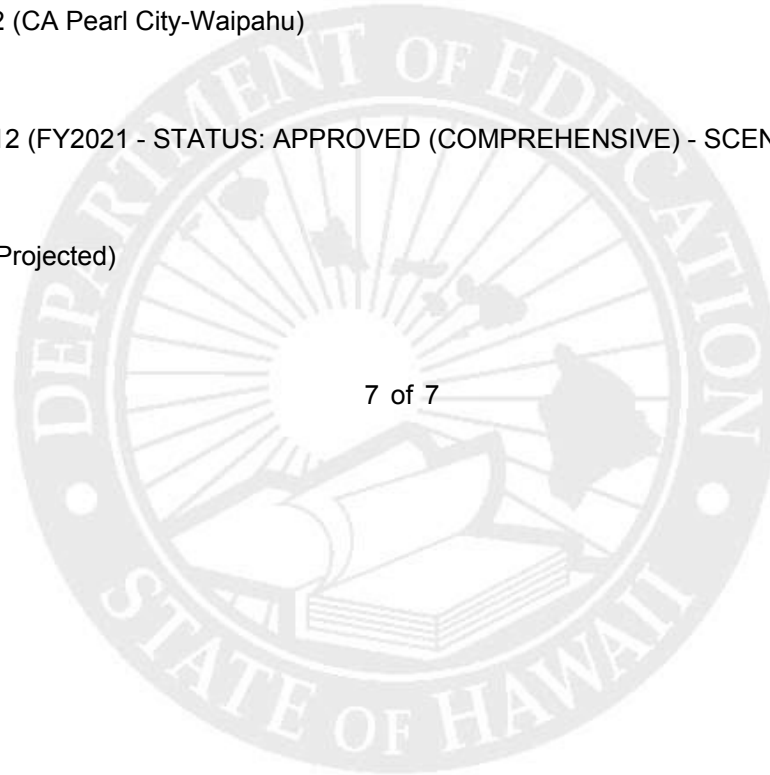 2 (CA Pearl City-Waipahu)
12 (FY2021 - STATUS: APPROVED (COMPREHENSIVE) - SCEN
Projected)
7 of 7
DEPARTMENT OF EDUCATION
STATE OF HAWAII